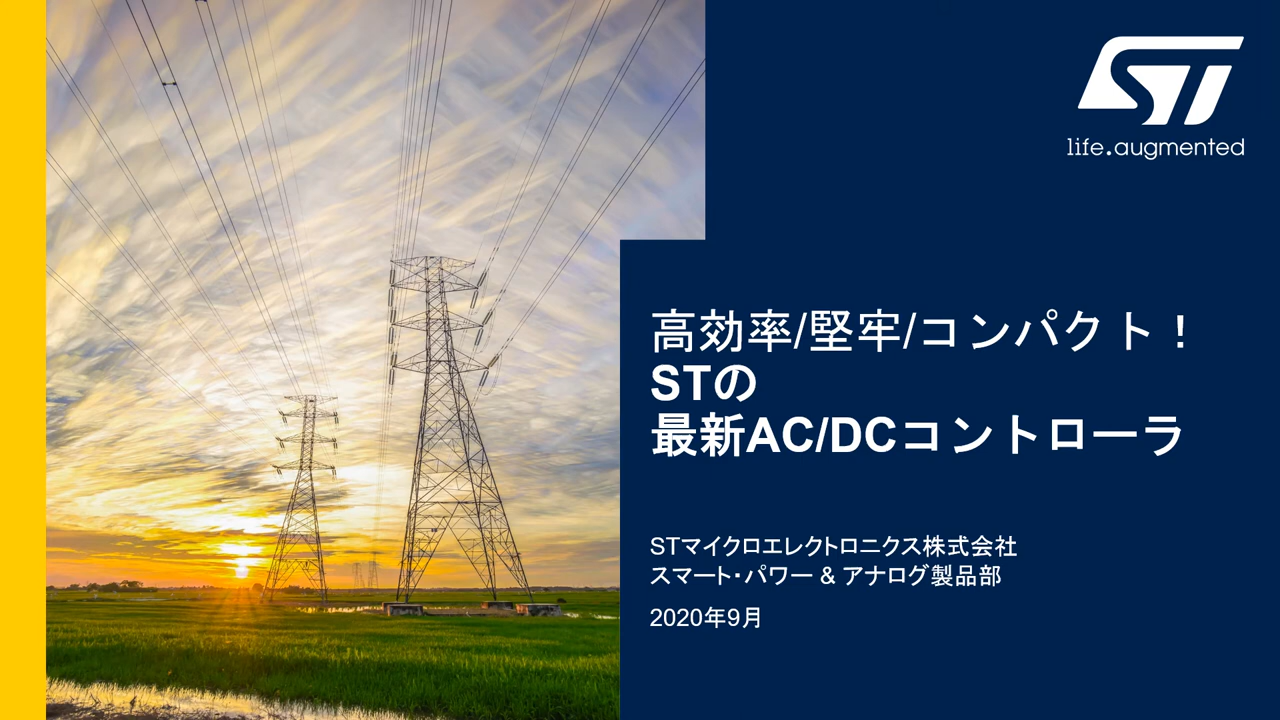 ST
life.augmented
高効率/堅牢/コンパクト！
STの
最新AC/DCコントローラ
STマイクロエレクトロニクス株式会社
スマート・パワー & アナログ製品部
2020年9月